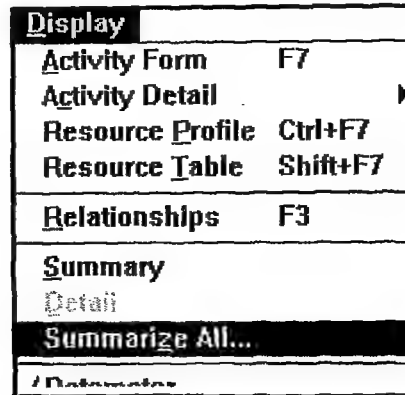 Display
Activity Form F7
Activity Detail
Resource Profile Ctrl+F7
Resource Table Shift+F7
Relationships F3
Summary
Detail
Summarize All...